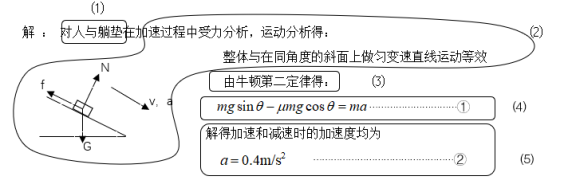 (1)
解 : 对人与躺垫在加速过程中受力分析，运动分析得: (2)
整体与在同角度的斜面上做匀变速直线运动等效
由牛顿第二定律得: (3)
N
f
v, a
G
mg sin θ − μmg cos θ = ma ……………① (4)
解得加速和减速时的加速度均为
a = 0.4m/s² ……………② (5)